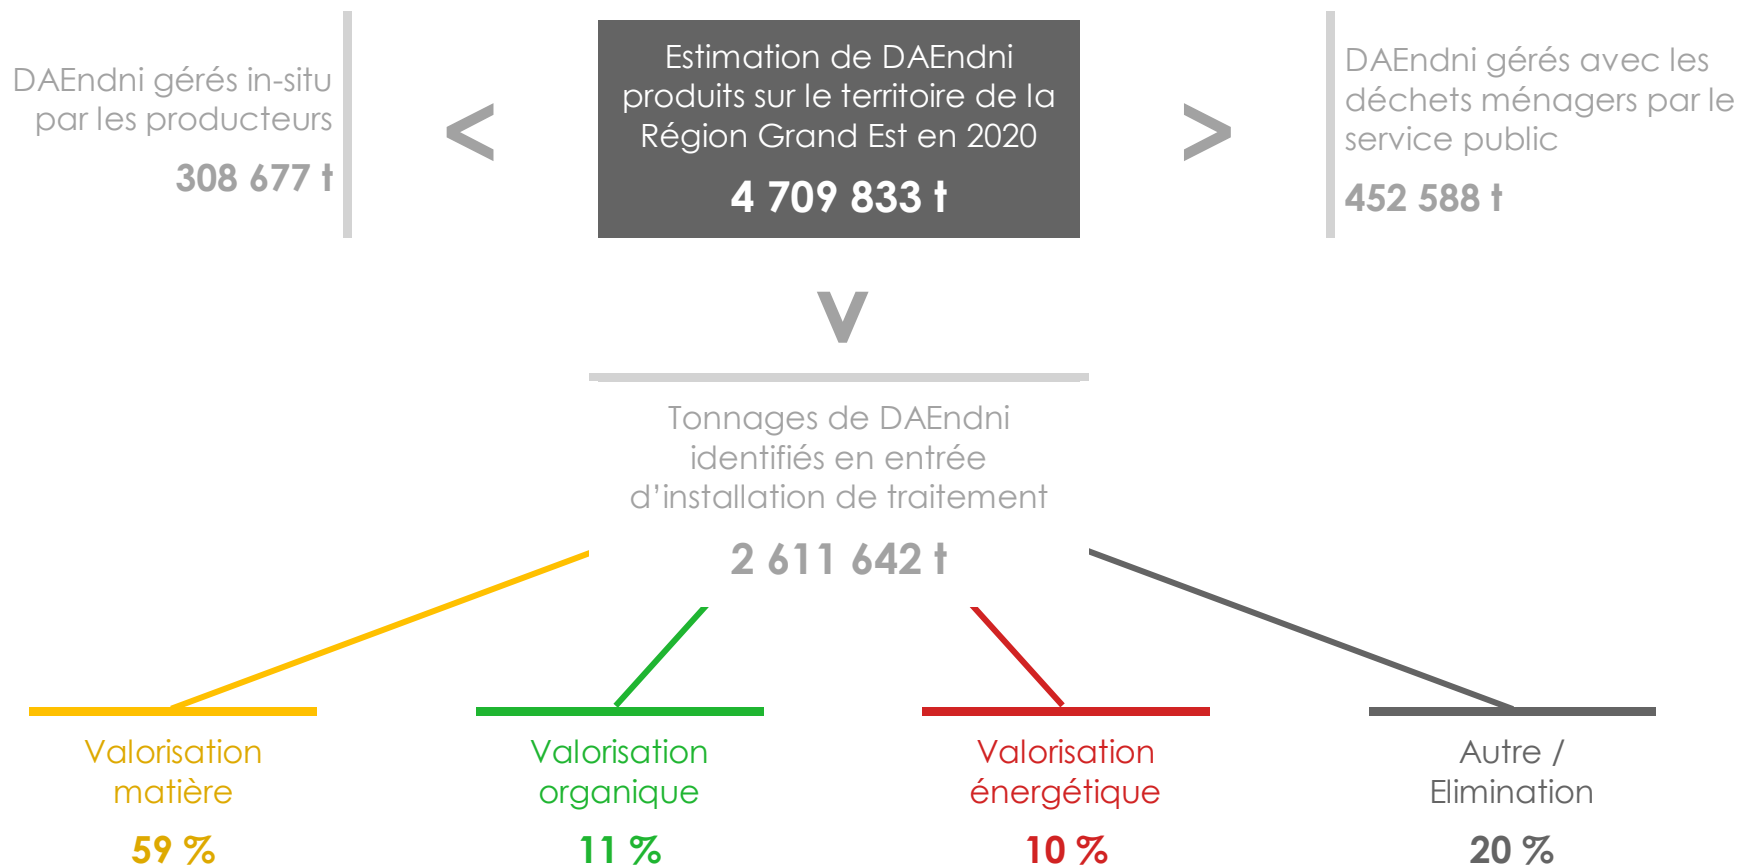 DAEndni gérés in-situ
par les producteurs
308 677 t
<
Estimation de DAEndni
produits sur le territoire de la
Région Grand Est en 2020
4 709 833 t
>
DAEndni gérés avec les
déchets ménagers par le
service public
452 588 t
V
Tonnages de DAEndni
identifiés en entrée
d'installation de traitement
2 611 642 t
Valorisation
matière
59 %
Valorisation
organique
11 %
Valorisation
énergétique
10 %
Autre /
Elimination
20 %